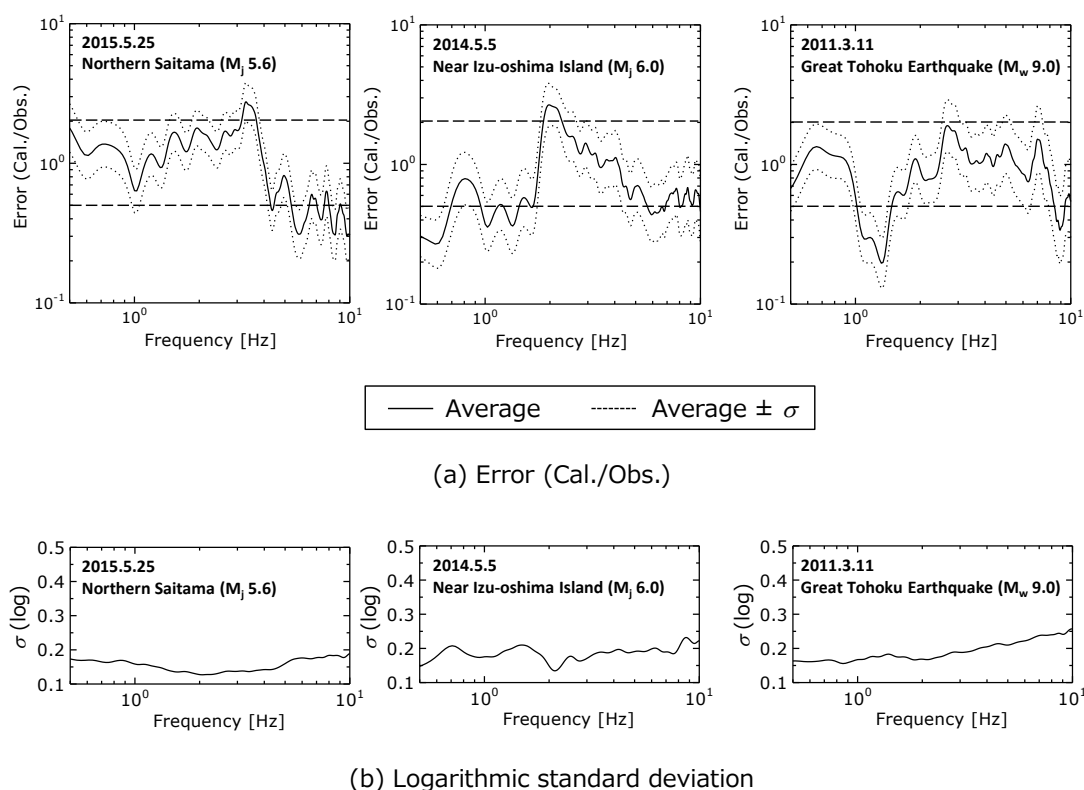 2015.5.25
Northern Saitama (Mj 5.6)
Error (Cal./Obs.)
10¹
10⁰
10⁻¹
10⁰
10¹
Frequency [Hz]
2014.5.5
Near Izu-oshima Island (Mj 6.0)
Error (Cal./Obs.)
10¹
10⁰
10⁻¹
10⁰
10¹
Frequency [Hz]
2011.3.11
Great Tohoku Earthquake (Mw 9.0)
Error (Cal./Obs.)
10¹
10⁰
10⁻¹
10⁰
10¹
Frequency [Hz]
Average
Average ± σ
(a) Error (Cal./Obs.)
2015.5.25
Northern Saitama (Mj 5.6)
σ (log)
0.5
0.4
0.3
0.2
0.1
10⁰
10¹
Frequency [Hz]
2014.5.5
Near Izu-oshima Island (Mj 6.0)
σ (log)
0.5
0.4
0.3
0.2
0.1
10⁰
10¹
Frequency [Hz]
2011.3.11
Great Tohoku Earthquake (Mw 9.0)
σ (log)
0.5
0.4
0.3
0.2
0.1
10⁰
10¹
Frequency [Hz]
(b) Logarithmic standard deviation